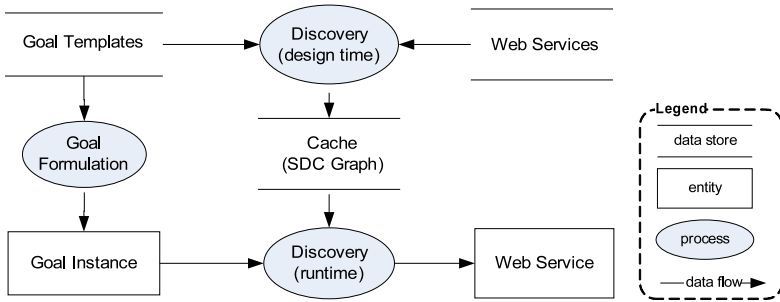 Goal Templates
Discovery
(design time)
Web Services
Goal
Formulation
Cache
(SDC Graph)
Goal Instance
Discovery
(runtime)
Web Service
Legend
data store
entity
process
data flow